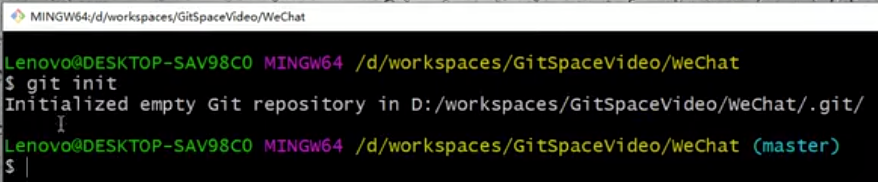 MINGW64:/d/workspaces/GitSpaceVideo/WeChat
Lenovo@DESKTOP-SAV98C0 MINGW64 /d/workspaces/GitSpaceVideo/WeChat
$ git init
Initialized empty Git repository in D:/workspaces/GitSpaceVideo/WeChat/.git/
Lenovo@DESKTOP-SAV98C0 MINGW64 /d/workspaces/GitSpaceVideo/WeChat (master)
$